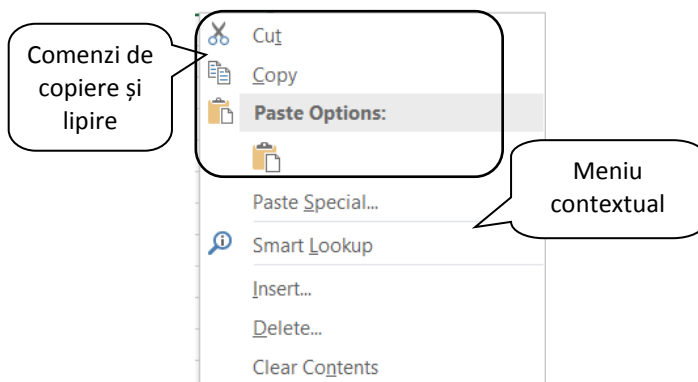 Comenzi de
copiere și
lipire
Cut
Copy
Paste Options:
Paste Special...
Smart Lookup
Insert...
Delete...
Clear Contents
Meniu
contextual